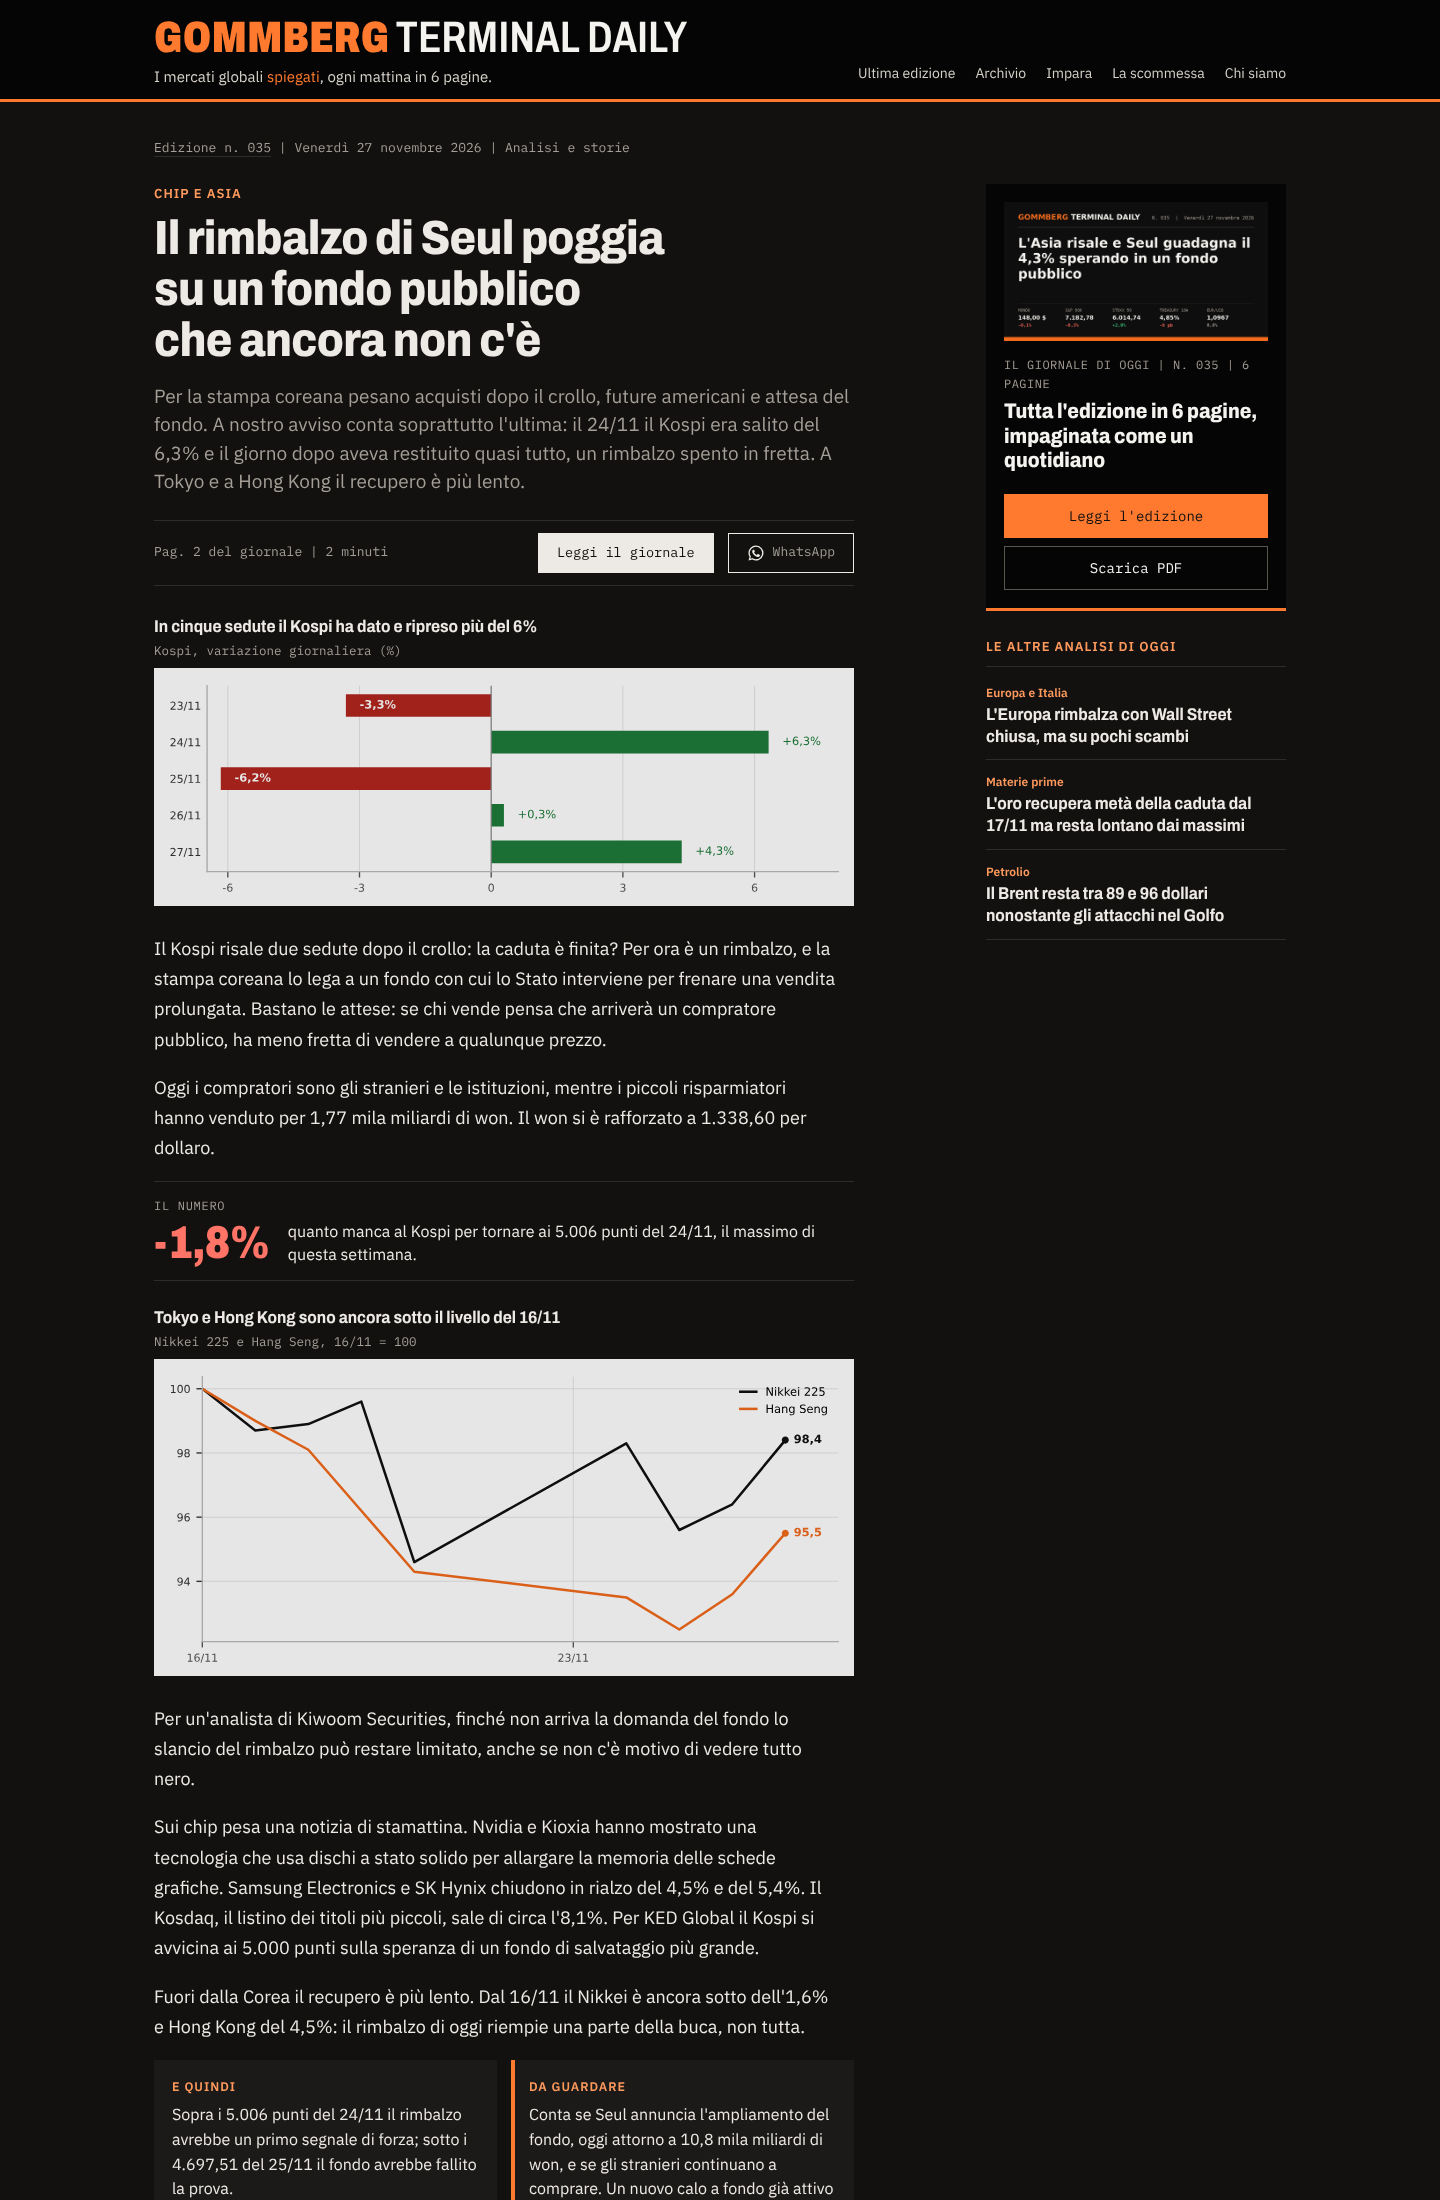 GOMMBERG TERMINAL DAILY
I mercati globali spiegati, ogni mattina in 6 pagine.
Ultima edizione Archivio Impara La scommessa Chi siamo
Edizione n. 035 | Venerdì 27 novembre 2026 | Analisi e storie
CHIP E ASIA
Il rimbalzo di Seul poggia
su un fondo pubblico
che ancora non c'è
Per la stampa coreana pesano acquisti dopo il crollo, future americani e attesa del
fondo. A nostro avviso conta soprattutto l'ultima: il 24/11 il Kospi era salito del
6,3% e il giorno dopo aveva restituito quasi tutto, un rimbalzo spento in fretta. A
Tokyo e a Hong Kong il recupero è più lento.
Pag. 2 del giornale | 2 minuti
Leggi il giornale
WhatsApp
In cinque sedute il Kospi ha dato e ripreso più del 6%
Kospi, variazione giornaliera (%)
23/11 -3,3%
24/11 +6,3%
25/11 -6,2%
26/11 +0,3%
27/11 +4,3%
-6 -3 0 3 6
Il Kospi risale due sedute dopo il crollo: la caduta è finita? Per ora è un rimbalzo, e la
stampa coreana lo lega a un fondo con cui lo Stato interviene per frenare una vendita
prolungata. Bastano le attese: se chi vende pensa che arriverà un compratore
pubblico, ha meno fretta di vendere a qualunque prezzo.
Oggi i compratori sono gli stranieri e le istituzioni, mentre i piccoli risparmiatori
hanno venduto per 1,77 mila miliardi di won. Il won si è rafforzato a 1.338,60 per
dollaro.
IL NUMERO
-1,8%
quanto manca al Kospi per tornare ai 5.006 punti del 24/11, il massimo di
questa settimana.
Tokyo e Hong Kong sono ancora sotto il livello del 16/11
Nikkei 225 e Hang Seng, 16/11 = 100
100
98
96
94
Nikkei 225
Hang Seng
98,4
95,5
16/11 23/11
Per un'analista di Kiwoom Securities, finché non arriva la domanda del fondo lo
slancio del rimbalzo può restare limitato, anche se non c'è motivo di vedere tutto
nero.
Sui chip pesa una notizia di stamattina. Nvidia e Kioxia hanno mostrato una
tecnologia che usa dischi a stato solido per allargare la memoria delle schede
grafiche. Samsung Electronics e SK Hynix chiudono in rialzo del 4,5% e del 5,4%. Il
Kosdaq, il listino dei titoli più piccoli, sale di circa l'8,1%. Per KED Global il Kospi si
avvicina ai 5.000 punti sulla speranza di un fondo di salvataggio più grande.
Fuori dalla Corea il recupero è più lento. Dal 16/11 il Nikkei è ancora sotto dell'1,6%
e Hong Kong del 4,5%: il rimbalzo di oggi riempie una parte della buca, non tutta.
E QUINDI
Sopra i 5.006 punti del 24/11 il rimbalzo
avrebbe un primo segnale di forza; sotto i
4.697,51 del 25/11 il fondo avrebbe fallito
la prova.
DA GUARDARE
Conta se Seul annuncia l'ampliamento del
fondo, oggi attorno a 10,8 mila miliardi di
won, e se gli stranieri continuano a
comprare. Un nuovo calo a fondo già attivo
GOMMBERG TERMINAL DAILY N. 035 | Venerdì 27 novembre 2026
L'Asia risale e Seul guadagna il
4,3% sperando in un fondo
pubblico
148,00 $ 7.182,78 6.014,74 4,85% 1,0967
IL GIORNALE DI OGGI | N. 035 | 6
PAGINE
Tutta l'edizione in 6 pagine,
impaginata come un
quotidiano
Leggi l'edizione
Scarica PDF
LE ALTRE ANALISI DI OGGI
Europa e Italia
L'Europa rimbalza con Wall Street
chiusa, ma su pochi scambi
Materie prime
L'oro recupera metà della caduta dal
17/11 ma resta lontano dai massimi
Petrolio
Il Brent resta tra 89 e 96 dollari
nonostante gli attacchi nel Golfo